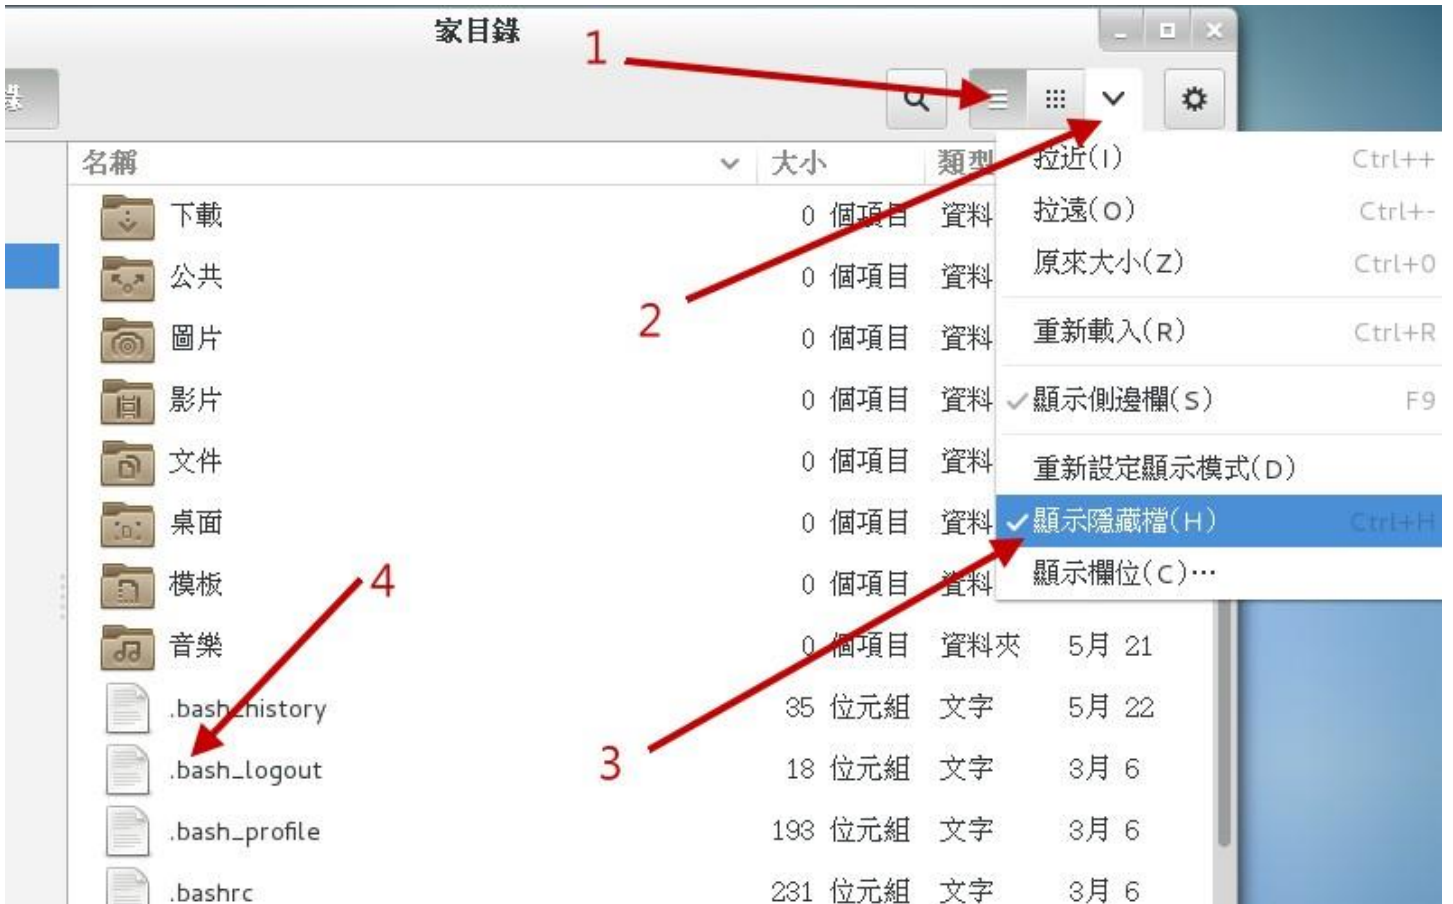 家目錄
1
錄
名稱 大小 類型
拉近(I) Ctrl++
下載 0 個項目 資料
拉遠(O) Ctrl+-
公共 0 個項目 資料
原來大小(Z) Ctrl+0
2
圖片 0 個項目 資料
重新載入(R) Ctrl+R
影片 0 個項目 資料
顯示側邊欄(S) F9
文件 0 個項目 資料
重新設定顯示模式(D)
桌面 0 個項目 資料
顯示隱藏檔(H) Ctrl+H
模板 0 個項目 資料
4
顯示欄位(C)…
音樂 0 個項目 資料夾 5月 21
.bash_history 35 位元組 文字 5月 22
3
.bash_logout 18 位元組 文字 3月 6
.bash_profile 193 位元組 文字 3月 6
.bashrc 231 位元組 文字 3月 6